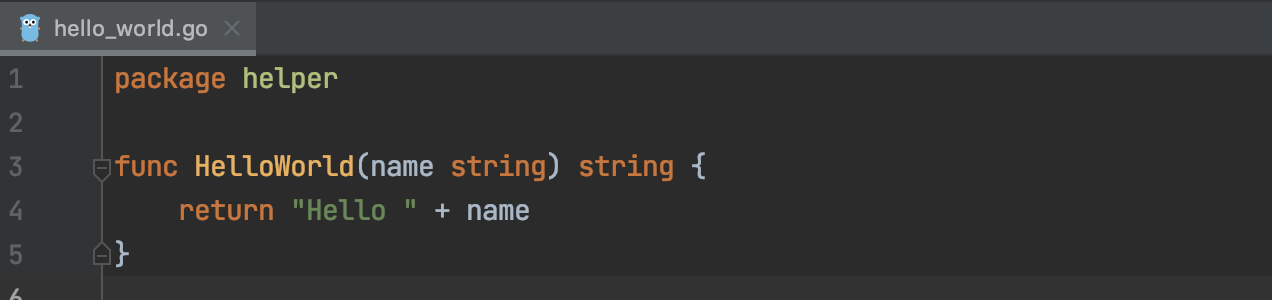 hello_world.go
1 package helper
2
3 func HelloWorld(name string) string {
4     return "Hello " + name
5 }
6